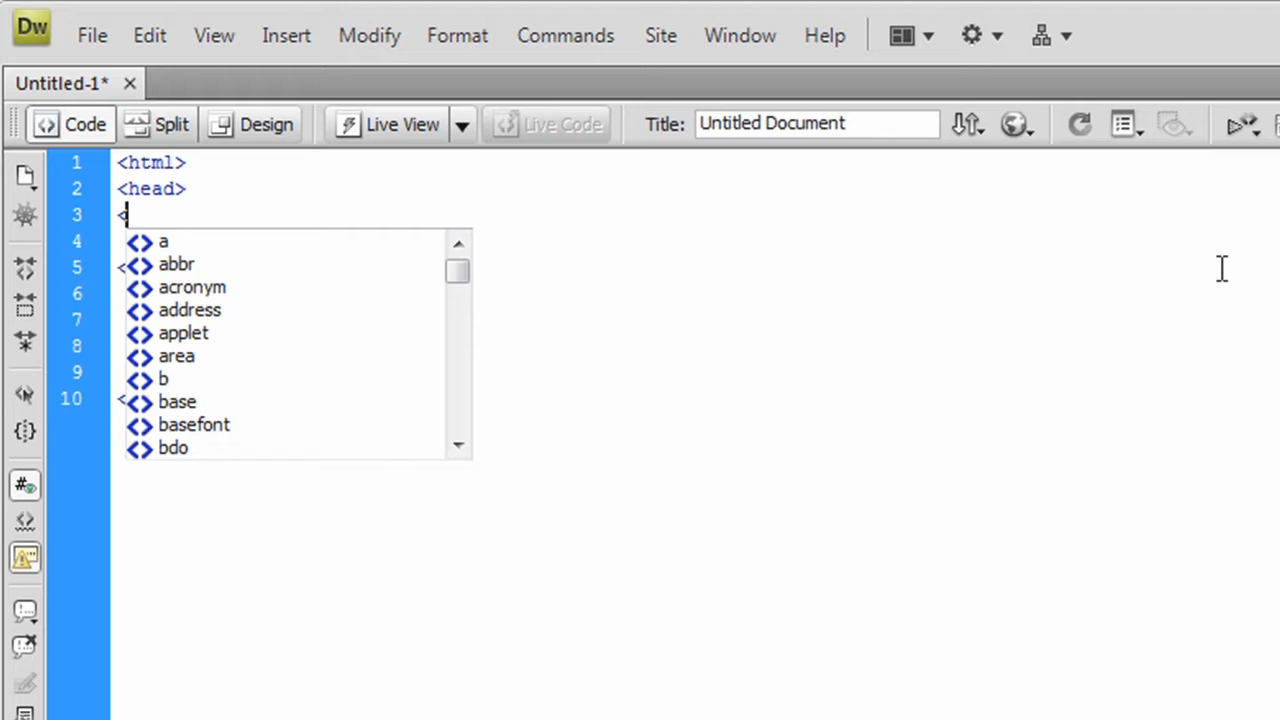 Dw File Edit View Insert Modify Format Commands Site Window Help
Untitled-1*
Code Split Design Live View Live Code Title: Untitled Document
1 <html>
2 <head>
3 <
4 a
abbr
5 <
acronym
6
address
7
applet
8
area
9
b
10 <
base
basefont
bdo